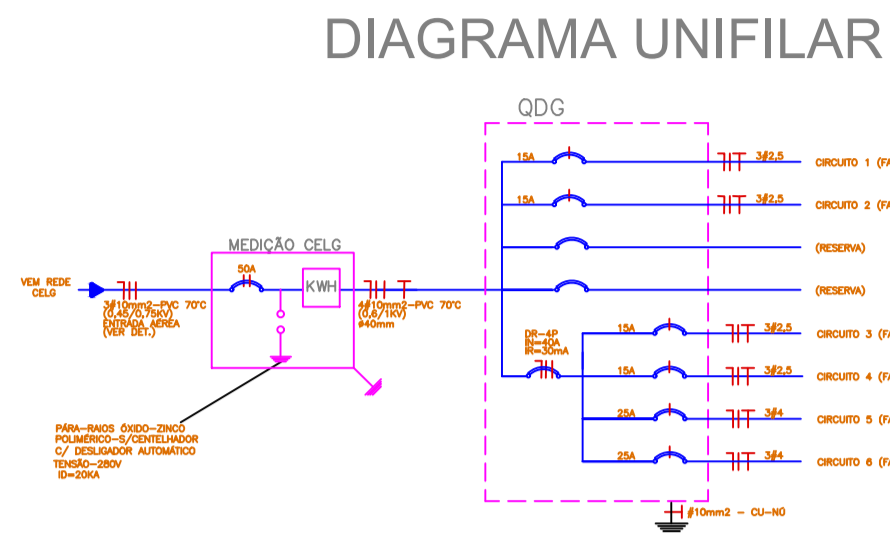 DIAGRAMA UNIFILAR
QDG
15A
3#2,5
CIRCUITO 1 (FA
15A
3#2,5
CIRCUITO 2 (FA
MEDIÇÃO CELG
(RESERVA)
50A
KWH
VEM REDE
CELG
(RESERVA)
3#10mm2-PVC 70°C
(0,45/0,75KV)
ENTRADA AÉREA
(VER DET.)
4#10mm2-PVC 70°C
(0,6/1KV)
ø40mm
DR-4P
IN=40A
IR=30mA
15A
3#2,5
CIRCUITO 3 (FA
15A
3#2,5
CIRCUITO 4 (FA
25A
3#4
CIRCUITO 5 (FA
25A
3#4
CIRCUITO 6 (FA
PÁRA-RAIOS ÓXIDO-ZINCO
POLIMÉRICO-S/CENTELHADOR
C/ DESLIGADOR AUTOMÁTICO
TENSÃO-280V
ID=20KA
#10mm2 - CU-NÚ